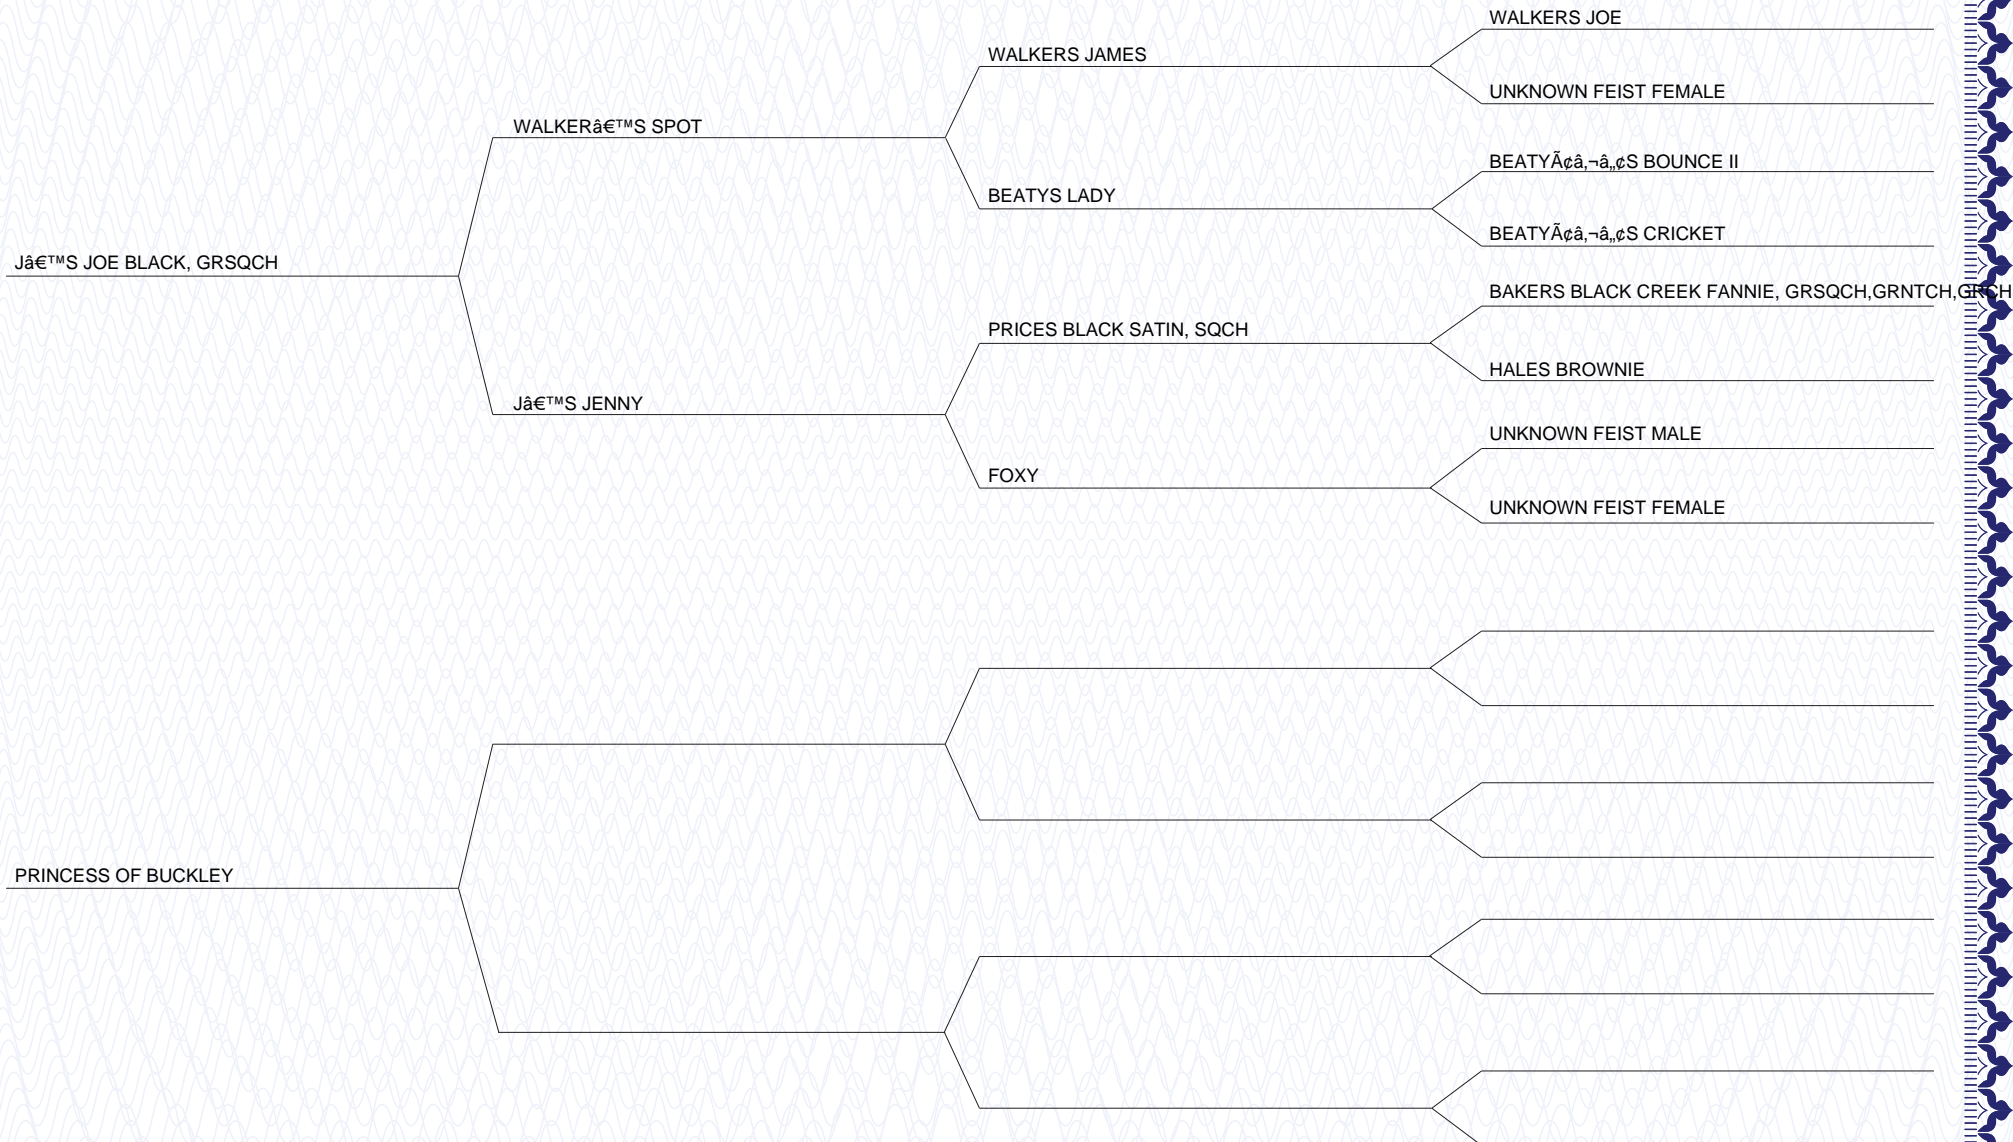 WALKERS JOE
WALKERS JAMES
UNKNOWN FEIST FEMALE
WALKERâ€™S SPOT
BEATYÃ¢â‚¬â„¢S BOUNCE II
BEATYS LADY
BEATYÃ¢â‚¬â„¢S CRICKET
Jâ€™S JOE BLACK, GRSQCH
BAKERS BLACK CREEK FANNIE, GRSQCH,GRNTCH,GRCH
PRICES BLACK SATIN, SQCH
HALES BROWNIE
Jâ€™S JENNY
UNKNOWN FEIST MALE
FOXY
UNKNOWN FEIST FEMALE
PRINCESS OF BUCKLEY